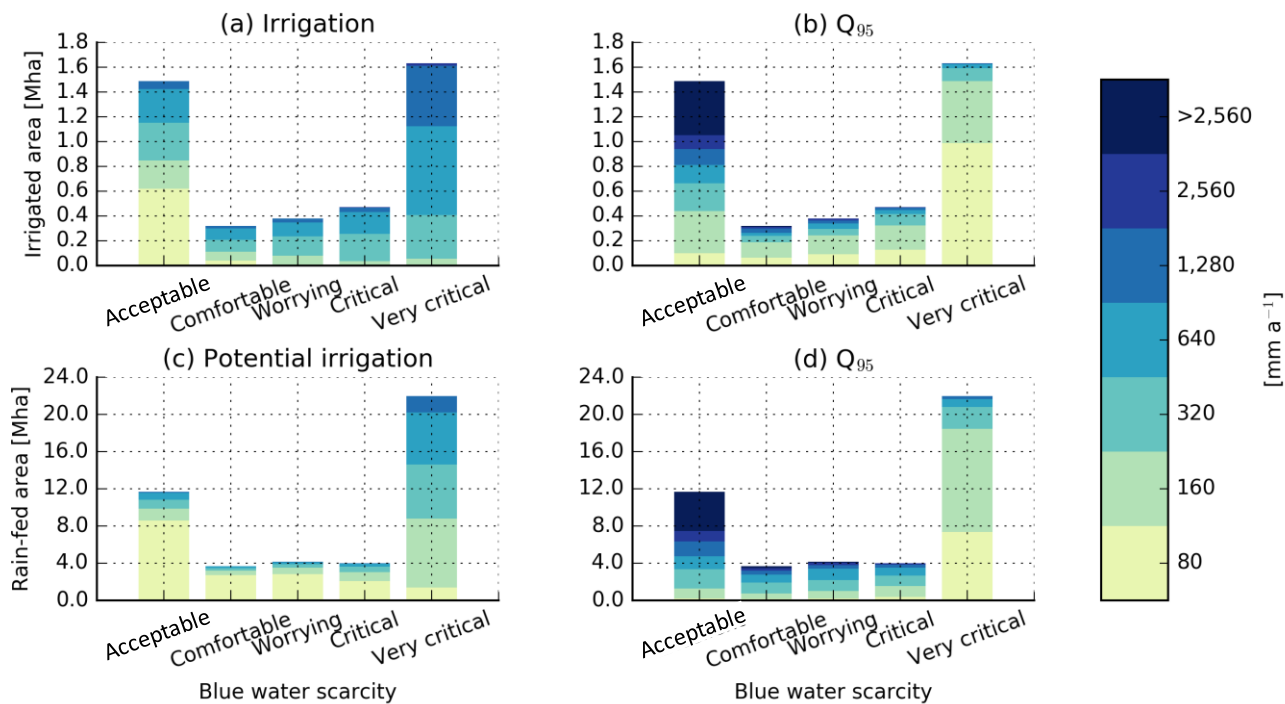 (a) Irrigation
Irrigated area [Mha]
1.8
1.6
1.4
1.2
1.0
0.8
0.6
0.4
0.2
0.0
Acceptable
Comfortable
Worrying
Critical
Very critical
(b) Q₉₅
1.8
1.6
1.4
1.2
1.0
0.8
0.6
0.4
0.2
0.0
Acceptable
Comfortable
Worrying
Critical
Very critical
(c) Potential irrigation
Rain-fed area [Mha]
24.0
20.0
16.0
12.0
8.0
4.0
0.0
Acceptable
Comfortable
Worrying
Critical
Very critical
Blue water scarcity
(d) Q₉₅
24.0
20.0
16.0
12.0
8.0
4.0
0.0
Acceptable
Comfortable
Worrying
Critical
Very critical
Blue water scarcity
>2,560
2,560
1,280
640
320
160
80
[mm a⁻¹]